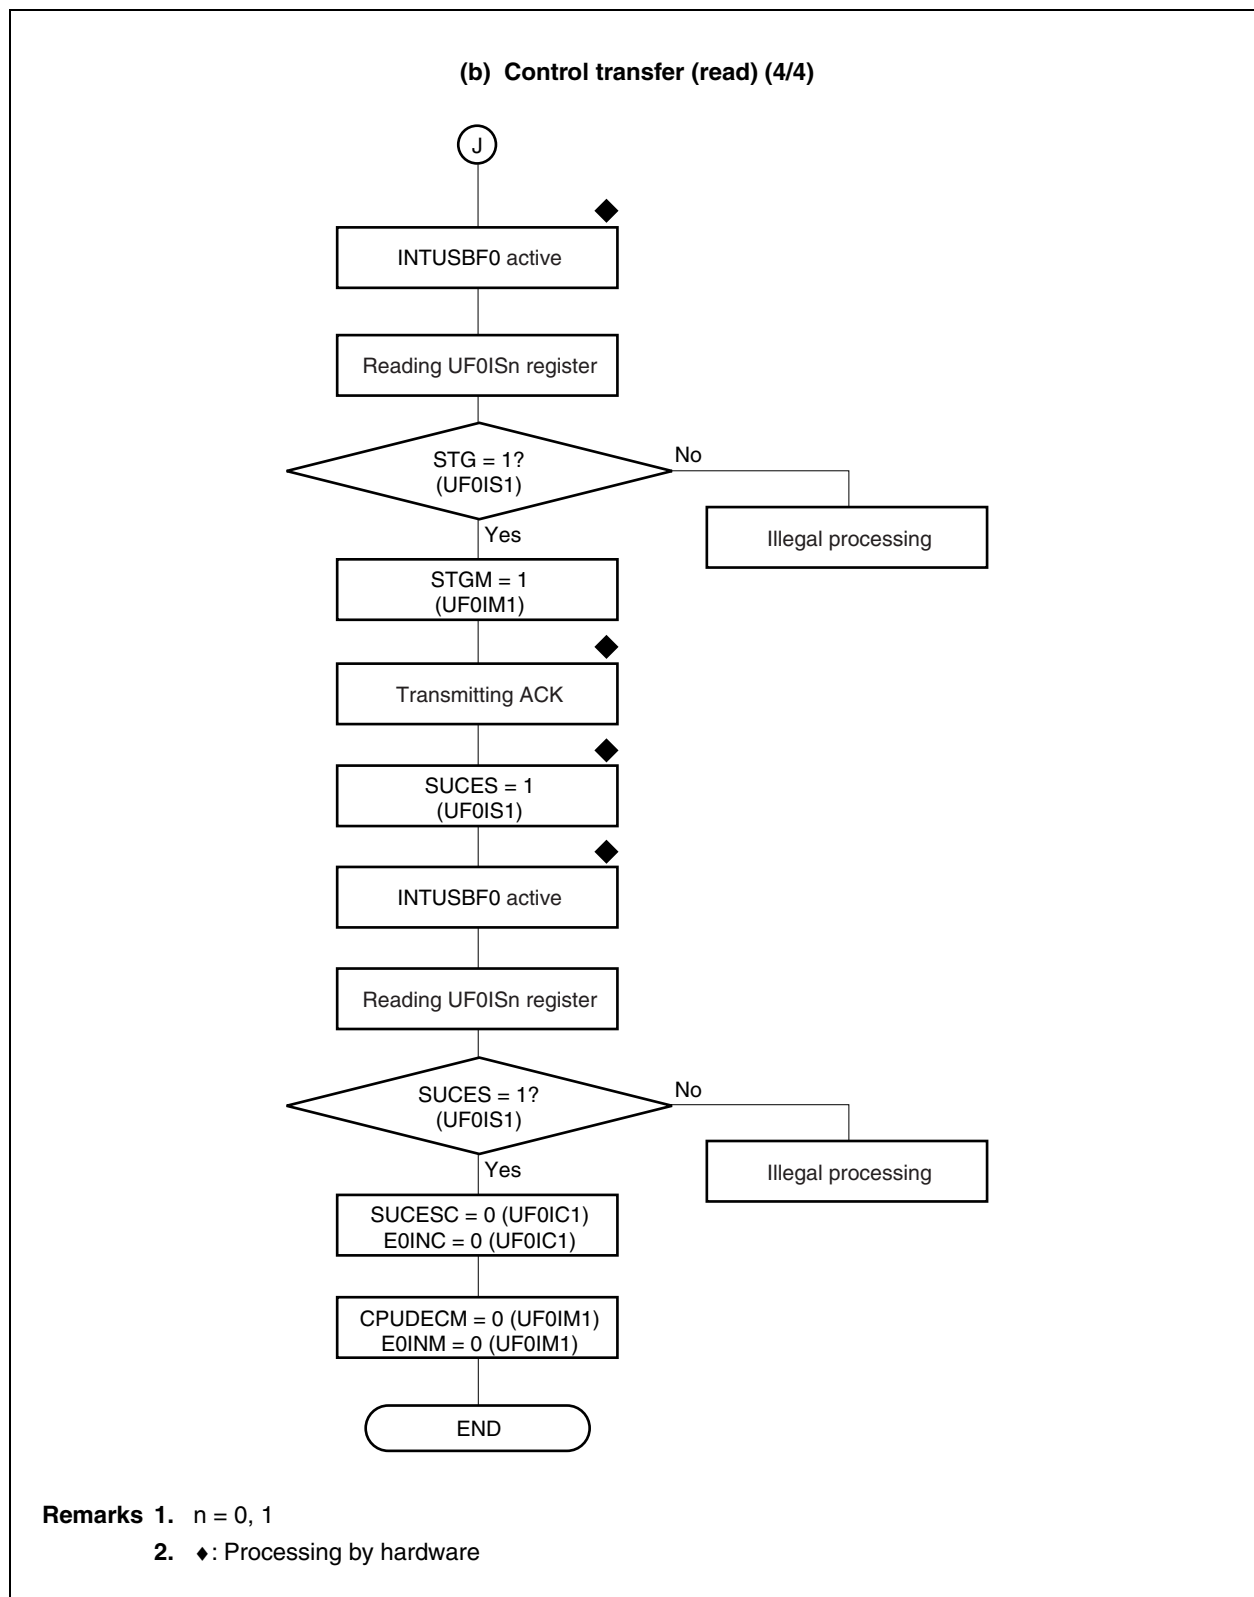 (b) Control transfer (read) (4/4)
J
INTUSBF0 active
Reading UF0ISn register
STG = 1?
(UF0IS1)
No
Illegal processing
Yes
STGM = 1
(UF0IM1)
Transmitting ACK
SUCES = 1
(UF0IS1)
INTUSBF0 active
Reading UF0ISn register
SUCES = 1?
(UF0IS1)
No
Illegal processing
Yes
SUCESC = 0 (UF0IC1)
E0INC = 0 (UF0IC1)
CPUDECM = 0 (UF0IM1)
E0INM = 0 (UF0IM1)
END
Remarks 1. n = 0, 1
2. ♦: Processing by hardware